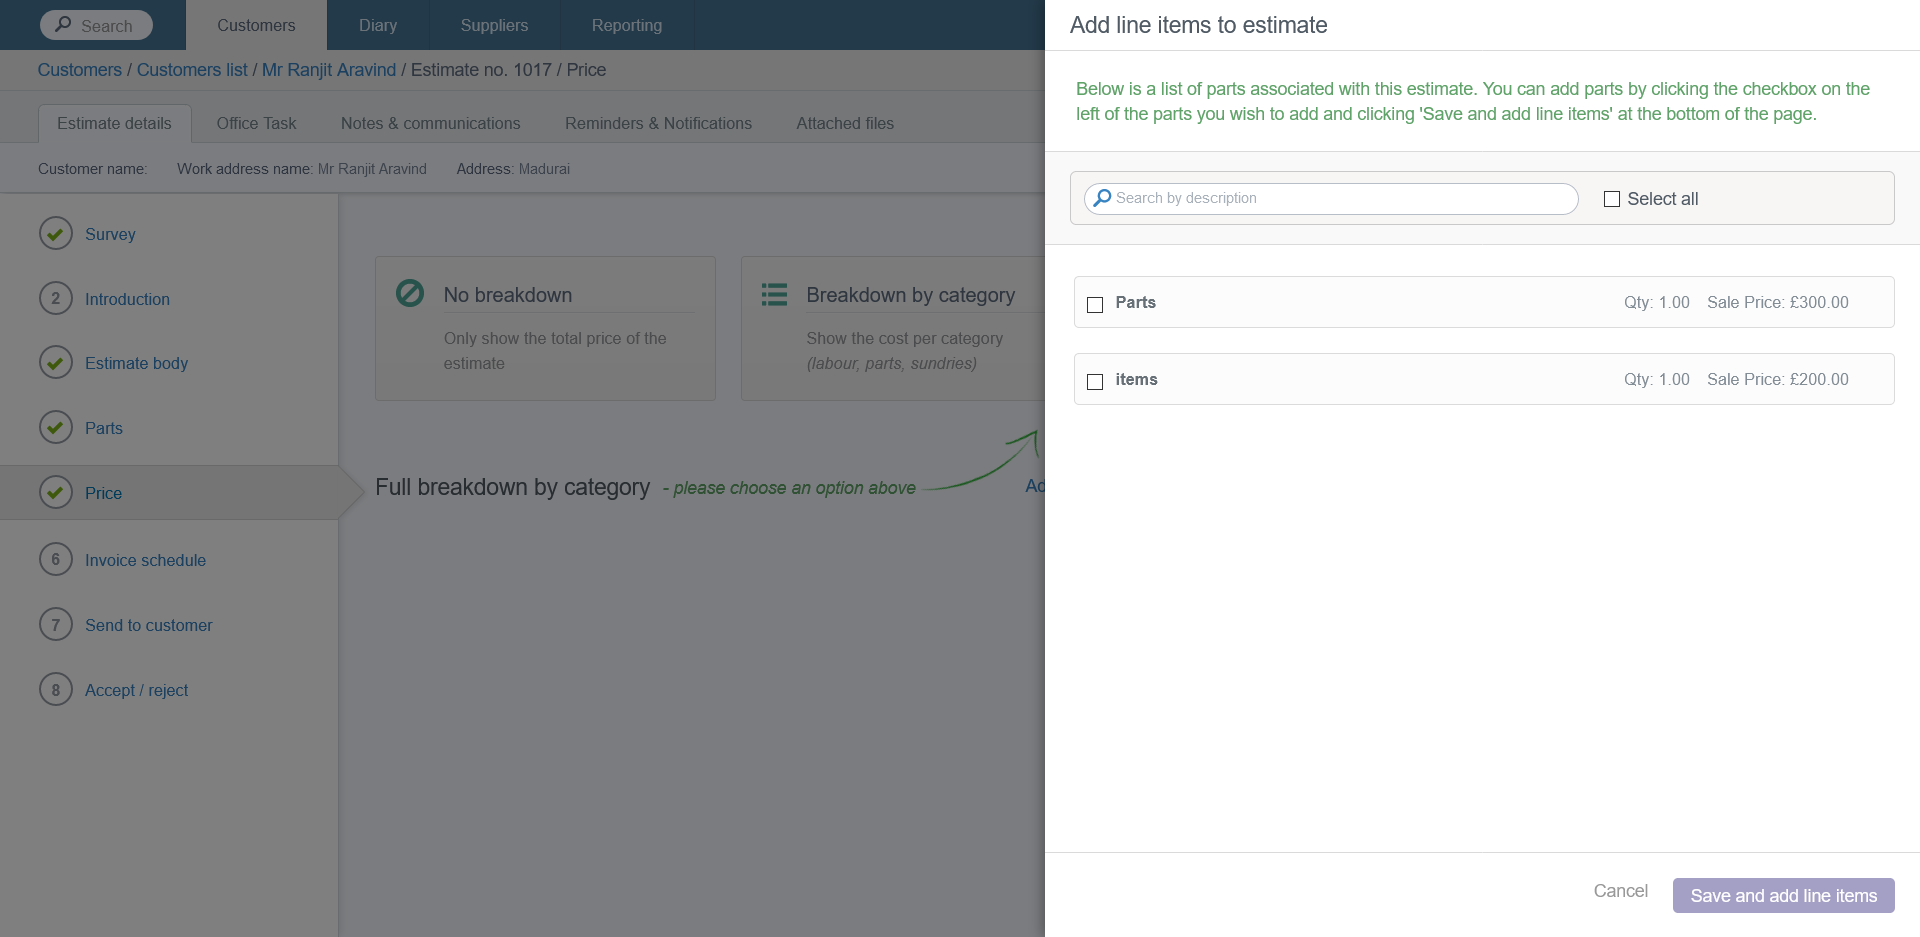 Search
Customers
Diary
Suppliers
Reporting
Customers / Customers list / Mr Ranjit Aravind / Estimate no. 1017 / Price
Estimate details
Office Task
Notes & communications
Reminders & Notifications
Attached files
Customer name:
Work address name: Mr Ranjit Aravind
Address: Madurai
Survey
2 Introduction
Estimate body
Parts
Price
6 Invoice schedule
7 Send to customer
8 Accept / reject
No breakdown
Only show the total price of the
estimate
Breakdown by category
Show the cost per category
(labour, parts, sundries)
Full breakdown by category - please choose an option above
Add line items to estimate
Below is a list of parts associated with this estimate. You can add parts by clicking the checkbox on the
left of the parts you wish to add and clicking 'Save and add line items' at the bottom of the page.
Search by description
Select all
Parts Qty: 1.00 Sale Price: £300.00
items Qty: 1.00 Sale Price: £200.00
Cancel
Save and add line items